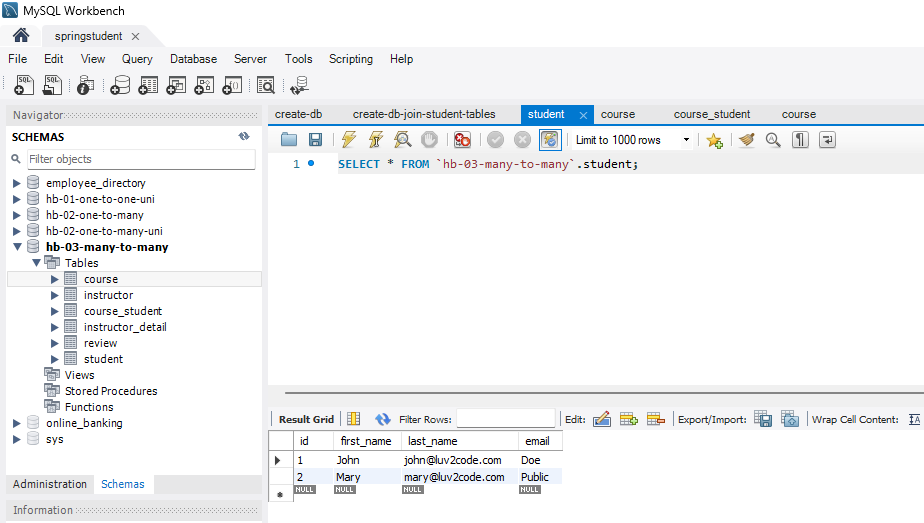 MySQL Workbench
springstudent
File Edit View Query Database Server Tools Scripting Help
Navigator
SCHEMAS
Filter objects
employee_directory
hb-01-one-to-one-uni
hb-02-one-to-many
hb-02-one-to-many-uni
hb-03-many-to-many
Tables
course
instructor
course_student
instructor_detail
review
student
Views
Stored Procedures
Functions
online_banking
sys
Administration Schemas
Information
create-db create-db-join-student-tables student course course_student course
Limit to 1000 rows
1 SELECT * FROM `hb-03-many-to-many`.student;
Result Grid Filter Rows: Edit: Export/Import: Wrap Cell Content:
id first_name last_name email
1 John john@luv2code.com Doe
2 Mary mary@luv2code.com Public
NULL NULL NULL NULL